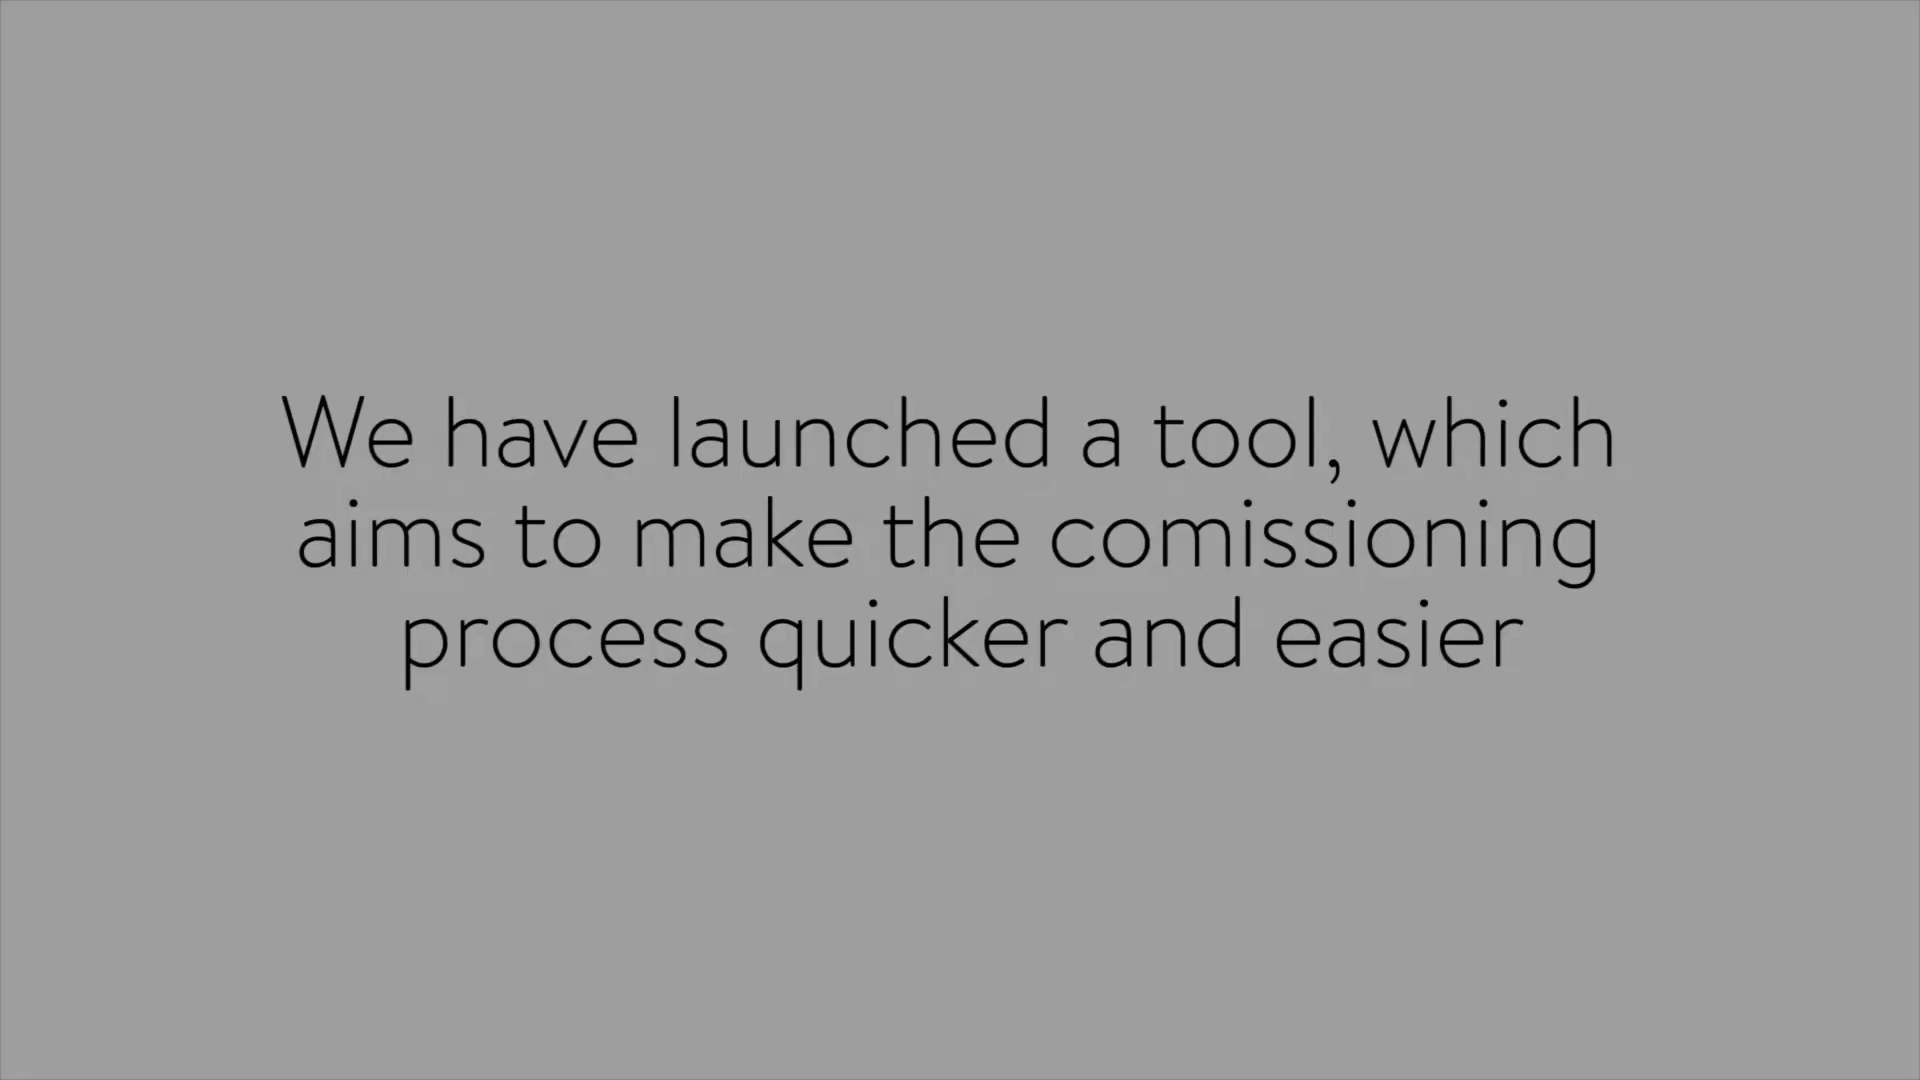 We have launched a tool, which
aims to make the comissioning
process quicker and easier